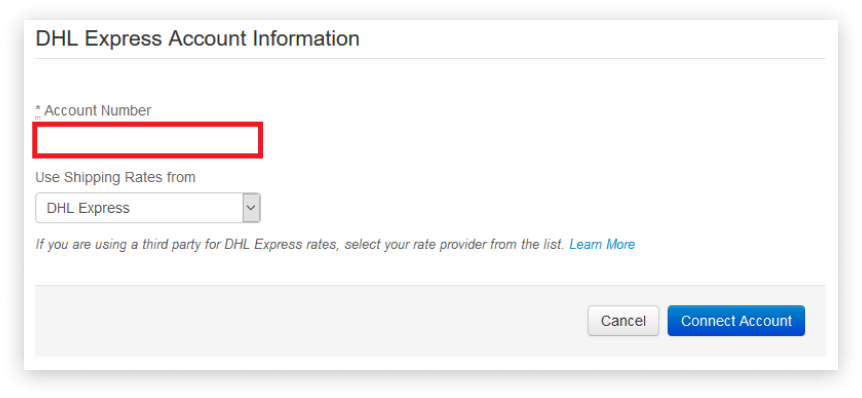 DHL Express Account Information
* Account Number
Use Shipping Rates from
DHL Express
If you are using a third party for DHL Express rates, select your rate provider from the list. Learn More
Cancel
Connect Account